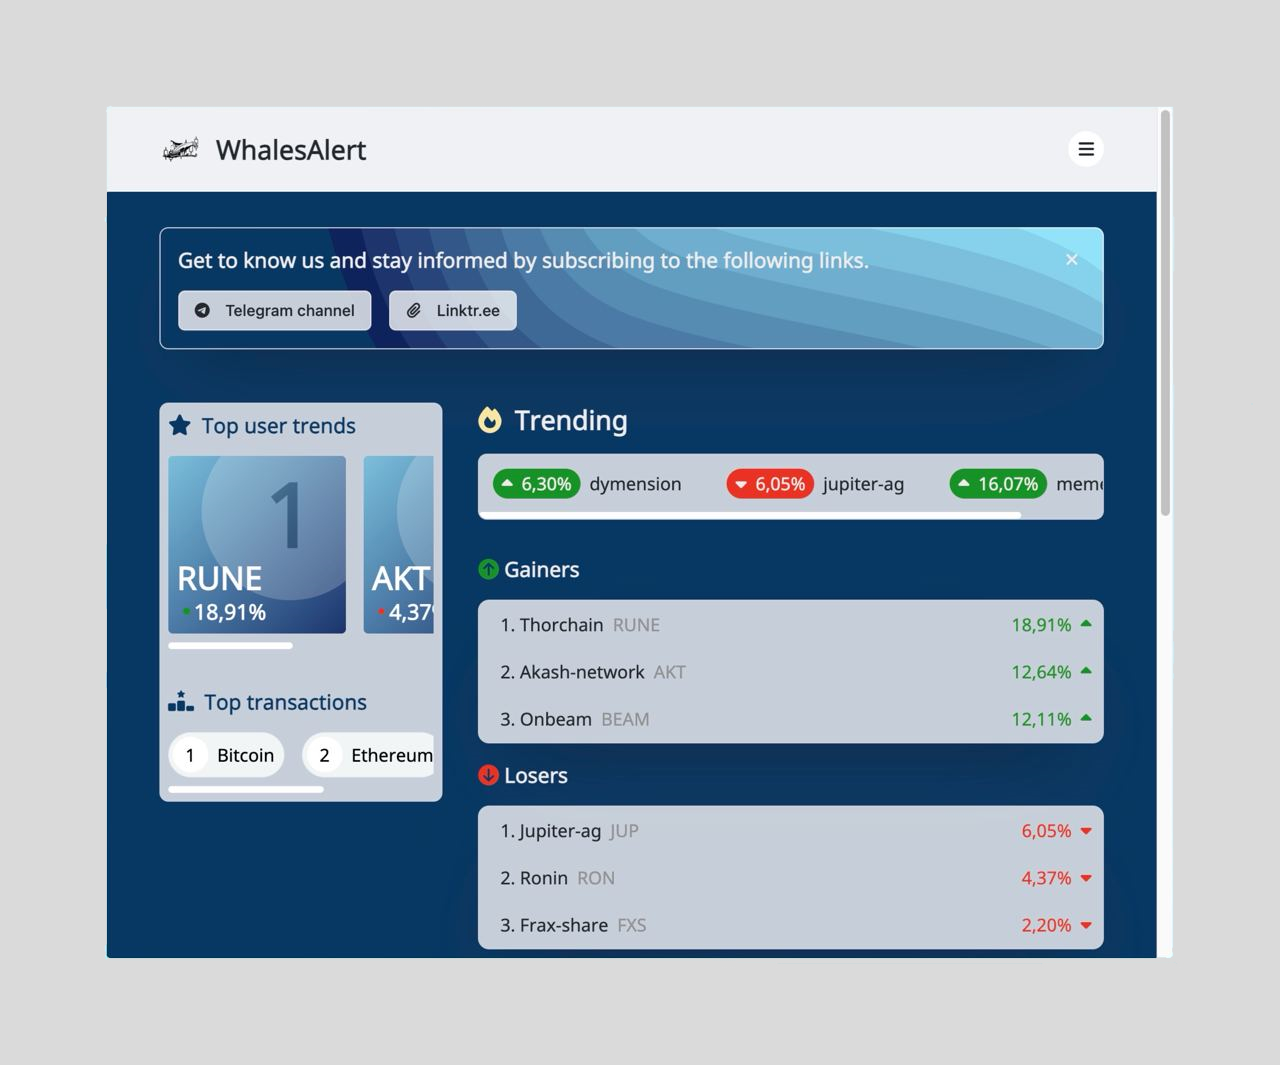 WhalesAlert
Get to know us and stay informed by subscribing to the following links.
Telegram channel
Linktr.ee
Top user trends
1
RUNE
18,91%
AKT
4,37
Top transactions
1 Bitcoin
2 Ethereum
Trending
6,30% dymension
6,05% jupiter-ag
16,07% meme
Gainers
1. Thorchain RUNE 18,91%
2. Akash-network AKT 12,64%
3. Onbeam BEAM 12,11%
Losers
1. Jupiter-ag JUP 6,05%
2. Ronin RON 4,37%
3. Frax-share FXS 2,20%